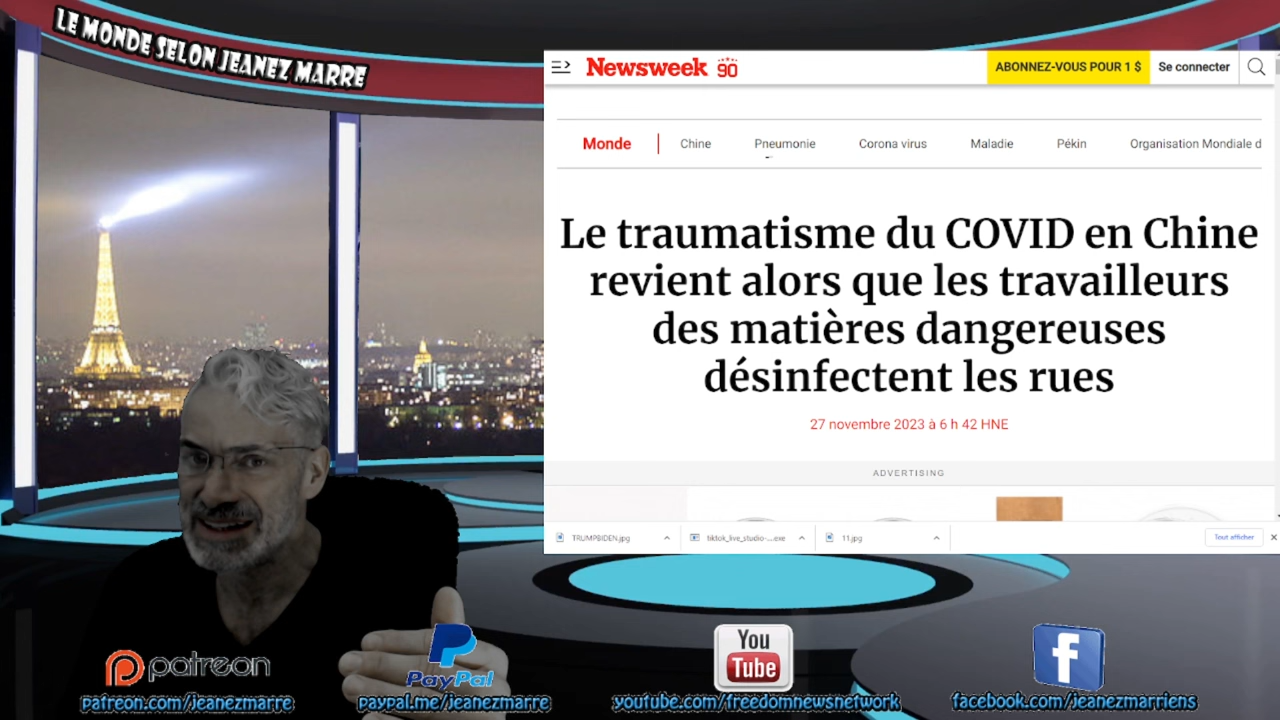 LE MONDE SELON JEANEZ MARRE
Newsweek 90
ABONNEZ-VOUS POUR 1 $
Se connecter
Monde
Chine
Pneumonie
Corona virus
Maladie
Pékin
Organisation Mondiale d
Le traumatisme du COVID en Chine
revient alors que les travailleurs
des matières dangereuses
désinfectent les rues
27 novembre 2023 à 6 h 42 HNE
ADVERTISING
TRUMPBIDEN.jpg
tiktok_live_studio-....exe
11.jpg
Tout afficher
patreon
PayPal
You
Tube
f
patreon.com/jeanezmarre
paypal.me/jeanezmarre
youtube.com/freedomnewsnetwork
facebook.com/jeanezmarriens